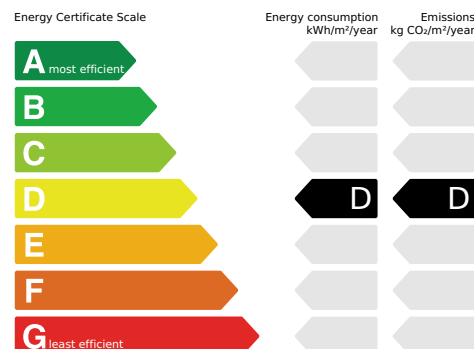 Energy Certificate Scale
Energy consumption
kWh/m²/year
Emissions
kg CO₂/m²/year
A most efficient
B
C
D
D
D
E
F
G least efficient